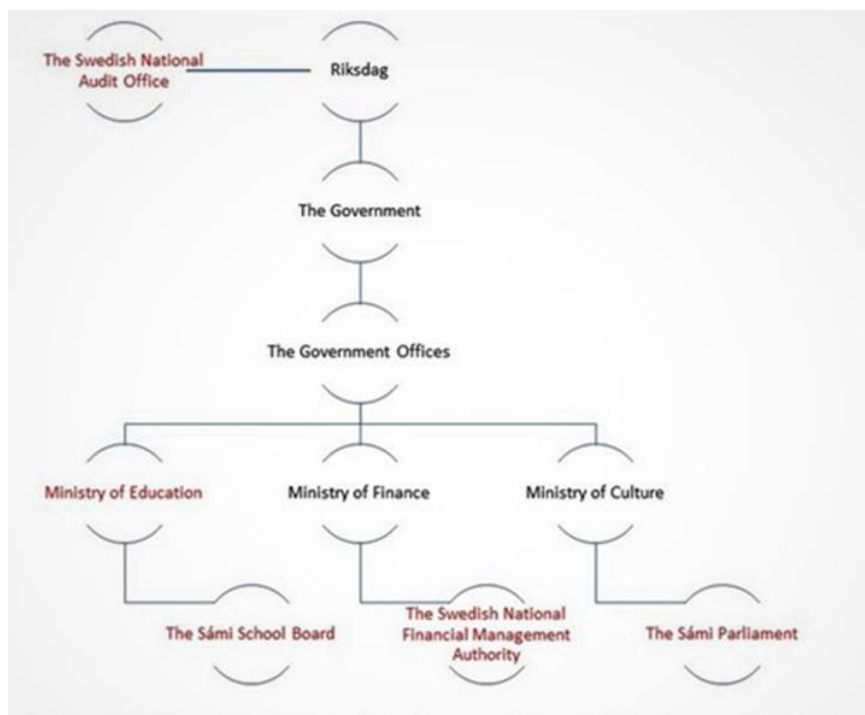 The Swedish National
Audit Office
Riksdag
The Government
The Government Offices
Ministry of Education
Ministry of Finance
Ministry of Culture
The Sámi School Board
The Swedish National
Financial Management
Authority
The Sámi Parliament